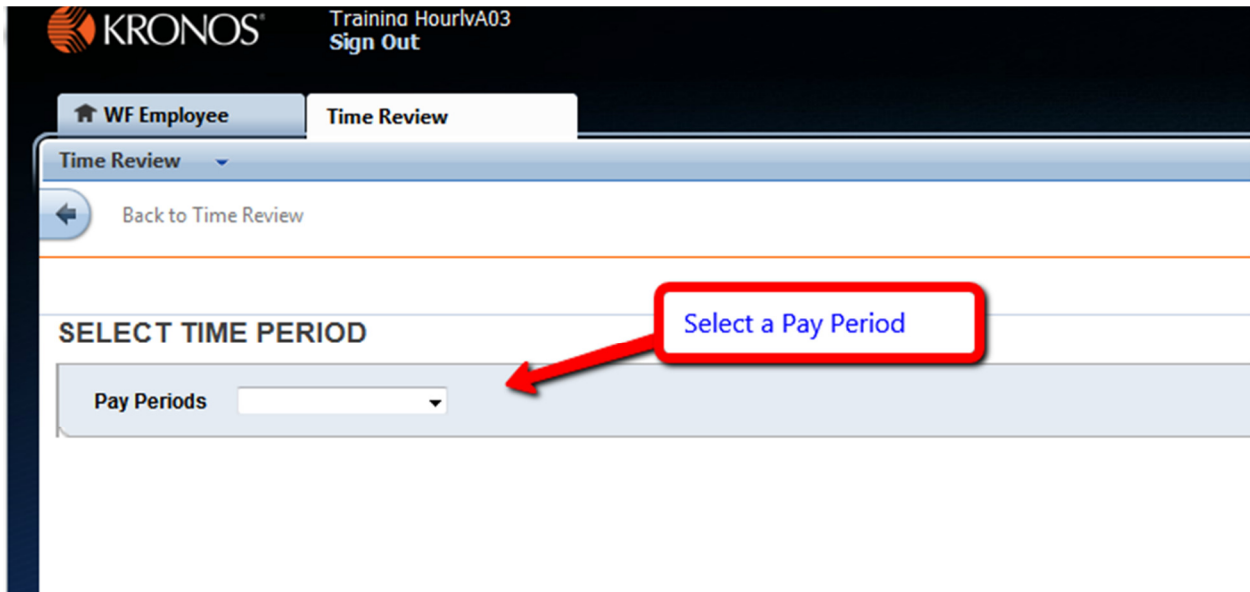 KRONOS
Training HourlyA03
Sign Out
WF Employee
Time Review
Time Review
Back to Time Review
Select a Pay Period
SELECT TIME PERIOD
Pay Periods